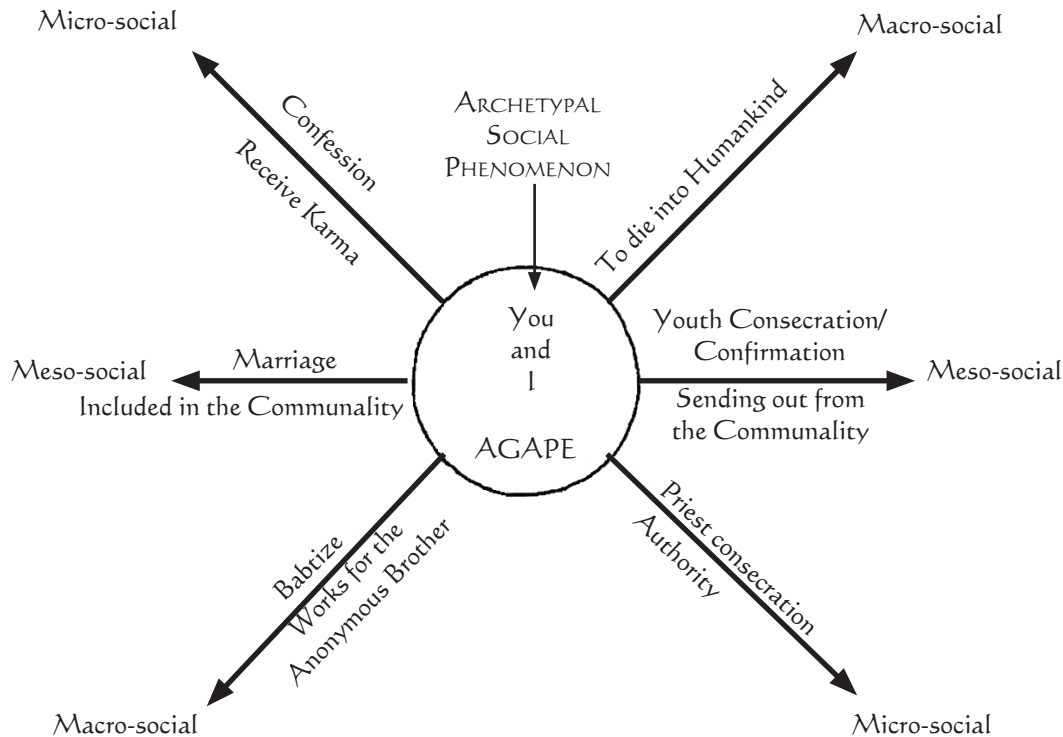 Micro-social
Macro-social
Confession
Receive Karma
ARCHETYPAL
SOCIAL
PHENOMENON
To die into Humankind
You
and
I
AGAPE
Meso-social
Marriage
Included in the Communality
Youth Consecration/
Confirmation
Sending out from
the Communality
Meso-social
Babtize
Works for the
Anonymous Brother
Priest consecration
Authority
Macro-social
Micro-social